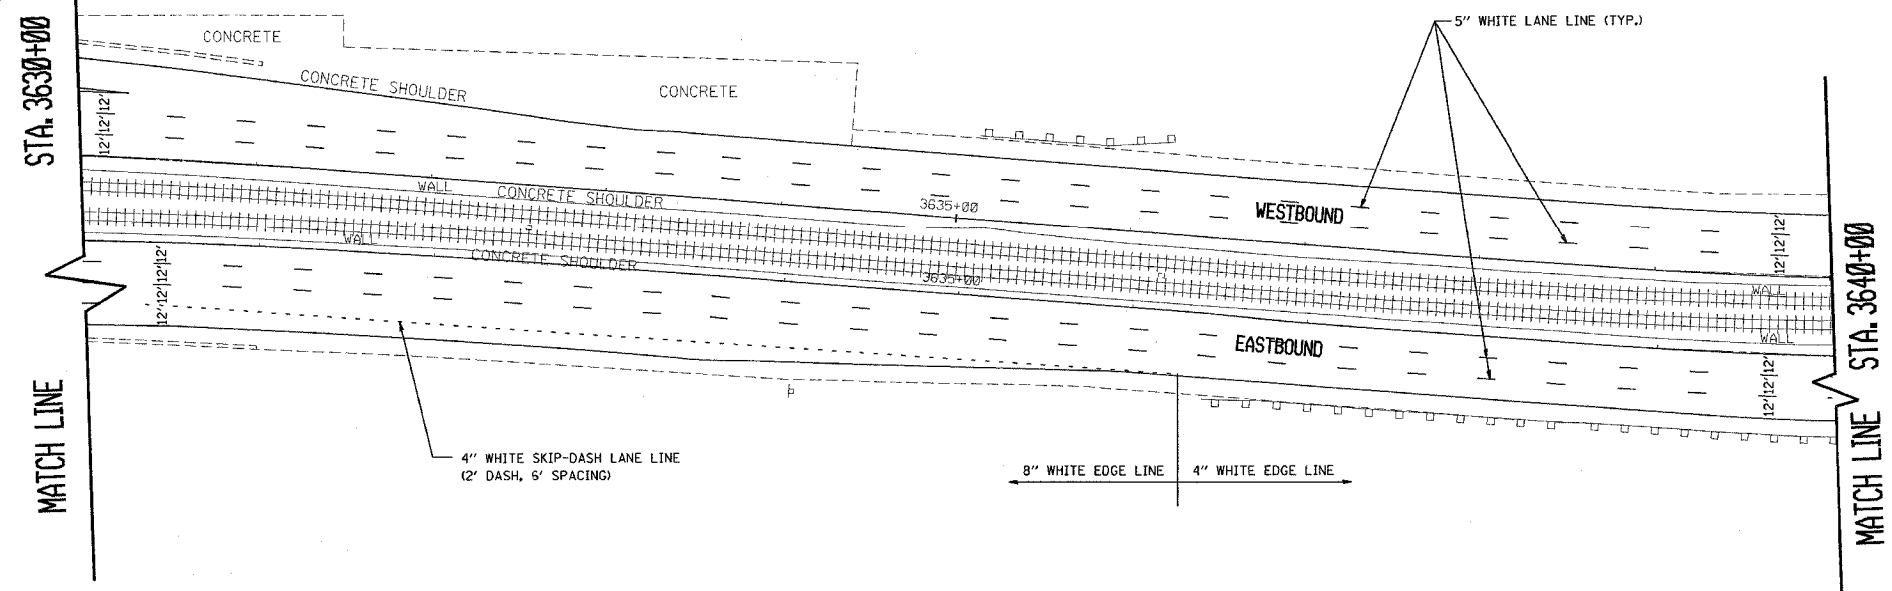 STA. 3630+00
MATCH LINE
CONCRETE
CONCRETE SHOULDER
CONCRETE
5" WHITE LANE LINE (TYP.)
12'|12'|12'
WALL
CONCRETE SHOULDER
3635+00
WESTBOUND
12'|12'|12'
WALL
WALL
CONCRETE SHOULDER
3635+00
WALL
12'|12'|12'|12'
EASTBOUND
12'|12'|12'
4" WHITE SKIP-DASH LANE LINE
(2' DASH, 6' SPACING)
8" WHITE EDGE LINE
4" WHITE EDGE LINE
MATCH LINE STA. 3640+00